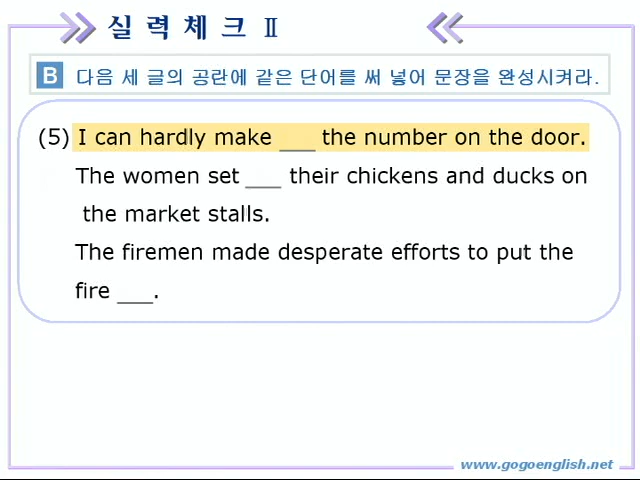 실 력 체 크 Ⅱ
B 다음 세 글의 공란에 같은 단어를 써 넣어 문장을 완성시켜라.
(5) I can hardly make ___ the number on the door.
The women set ___ their chickens and ducks on
the market stalls.
The firemen made desperate efforts to put the
fire ___.
www.gogoenglish.net